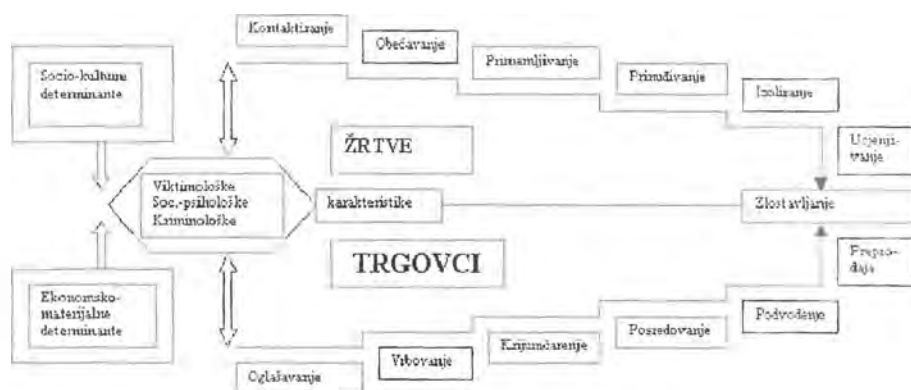 Kontaktiranje
Obećavanje
Primamljivanje
Prinuđivanje
Izoliranje
Ucjenji-
vanje
Socio-kulturne
determinante
ŽRTVE
Viktimološke
Soc.-psihološke
Kriminološke
karakteristike
Zlostavljanje
TRGOVCI
Prepro-
daja
Ekonomsko-
materijalne
determinante
Oglašavanje
Vrbovanje
Krijumčarenje
Posredovanje
Podvođenje